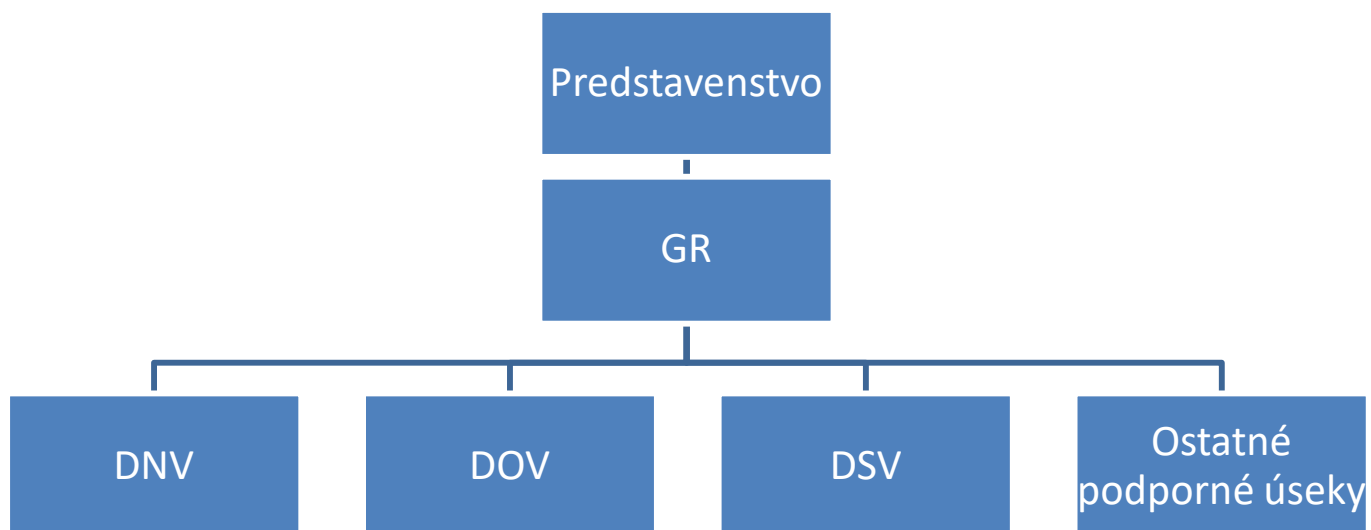 Predstavenstvo
GR
DNV
DOV
DSV
Ostatné
podporné úseky